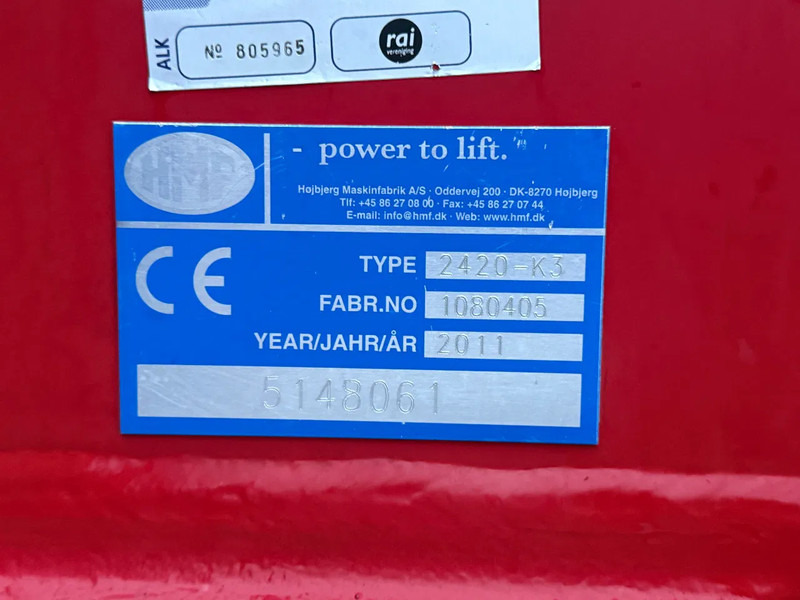 ALK
Nº 805965
rai
vereniging
HMF
- power to lift.
Højbjerg Maskinfabrik A/S · Oddervej 200 · DK-8270 Højbjerg
Tlf: +45 86 27 08 00 · Fax: +45 86 27 07 44
E-mail: info@hmf.dk · Web: www.hmf.dk
CE
TYPE 2420-K3
FABR.NO 1080405
YEAR/JAHR/ÅR 2011
5148061